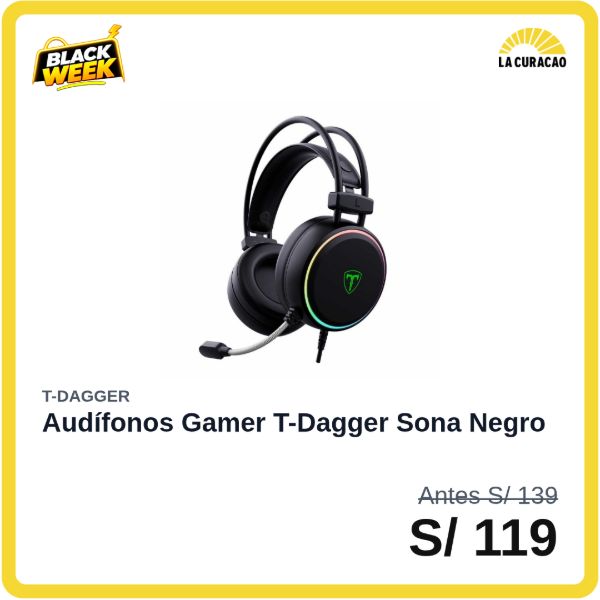 BLACK
WEEK
LA CURACAO
L
T-DAGGER
Audífonos Gamer T-Dagger Sona Negro
Antes S/ 139
S/ 119